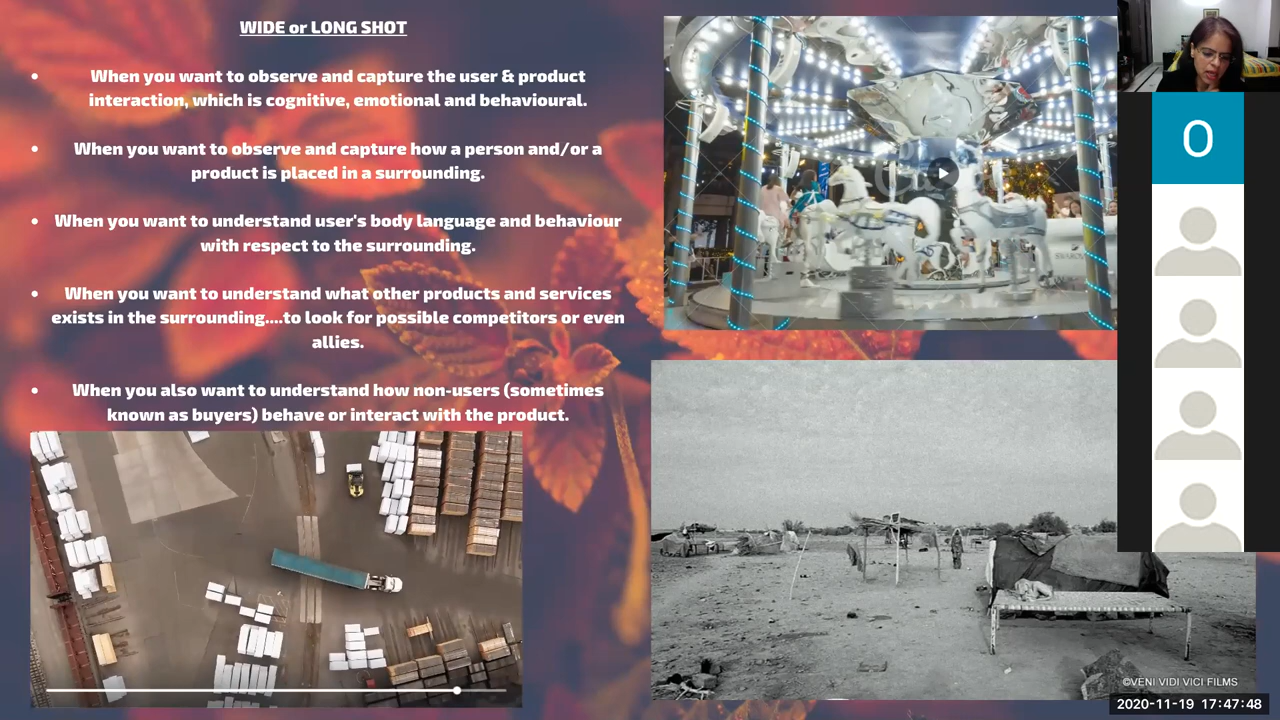 WIDE or LONG SHOT
• When you want to observe and capture the user & product
interaction, which is cognitive, emotional and behavioural.
• When you want to observe and capture how a person and/or a
product is placed in a surrounding.
• When you want to understand user's body language and behaviour
with respect to the surrounding.
• When you want to understand what other products and services
exists in the surrounding....to look for possible competitors or even
allies.
• When you also want to understand how non-users (sometimes
known as buyers) behave or interact with the product.
O
©VENI VIDI VICI FILMS
2020-11-19 17:47:48